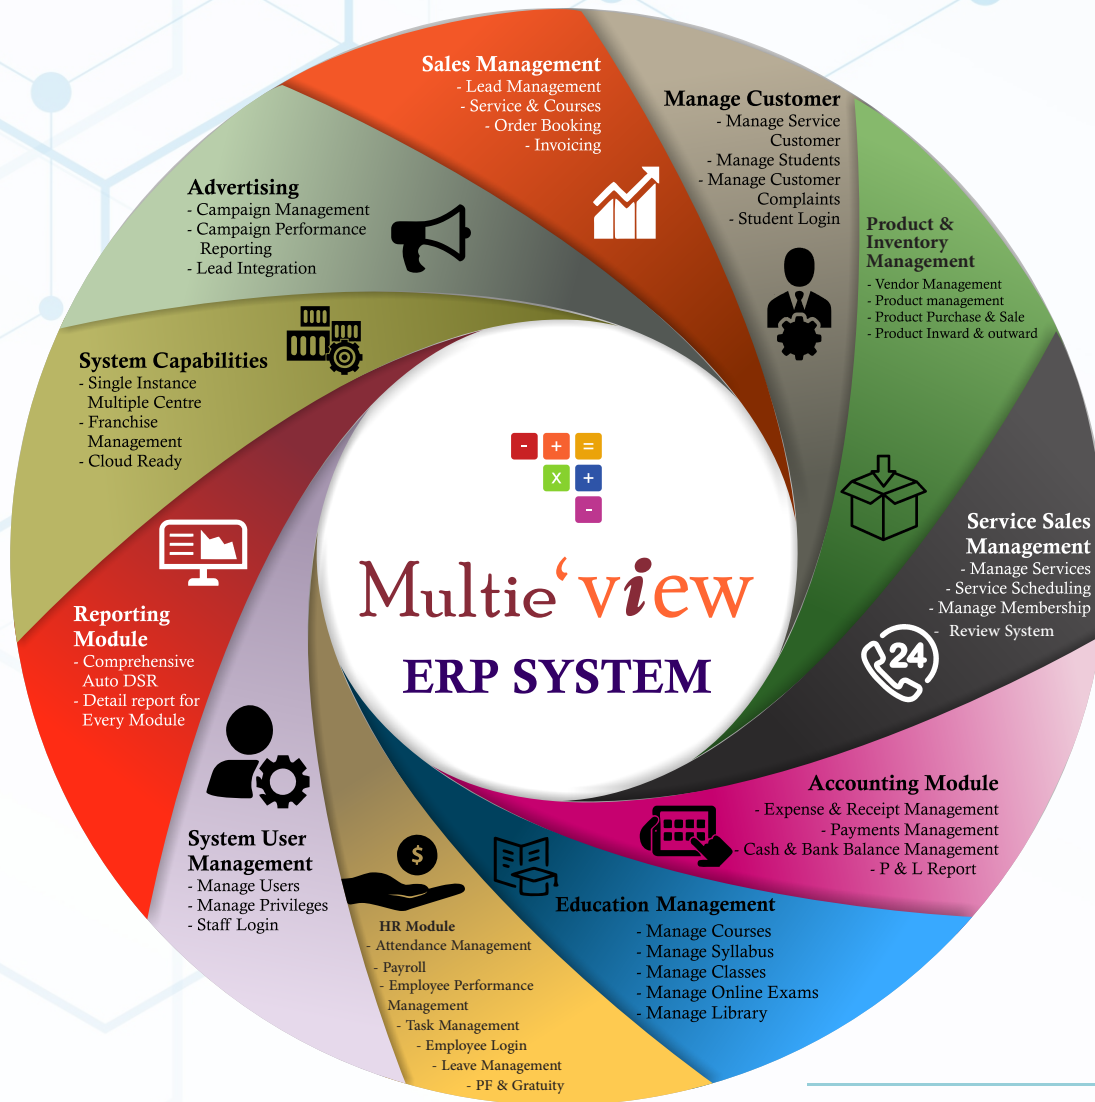 Sales Management
- Lead Management
- Service & Courses
- Order Booking
- Invoicing
Manage Customer
- Manage Service
Customer
- Manage Students
- Manage Customer
Complaints
- Student Login
Product &
Inventory
Management
- Vendor Management
- Product management
- Product Purchase & Sale
- Product Inward & outward
Service Sales
Management
- Manage Services
- Service Scheduling
- Manage Membership
- Review System
24
Accounting Module
- Expense & Receipt Management
- Payments Management
- Cash & Bank Balance Management
- P & L Report
Education Management
- Manage Courses
- Manage Syllabus
- Manage Classes
- Manage Online Exams
- Manage Library
$
HR Module
- Attendance Management
- Payroll
- Employee Performance
Management
- Task Management
- Employee Login
- Leave Management
- PF & Gratuity
System User
Management
- Manage Users
- Manage Privileges
- Staff Login
Reporting
Module
- Comprehensive
Auto DSR
- Detail report for
Every Module
System Capabilities
- Single Instance
Multiple Centre
- Franchise
Management
- Cloud Ready
Advertising
- Campaign Management
- Campaign Performance
Reporting
- Lead Integration
- + =
x +
-
Multie‘view
ERP SYSTEM